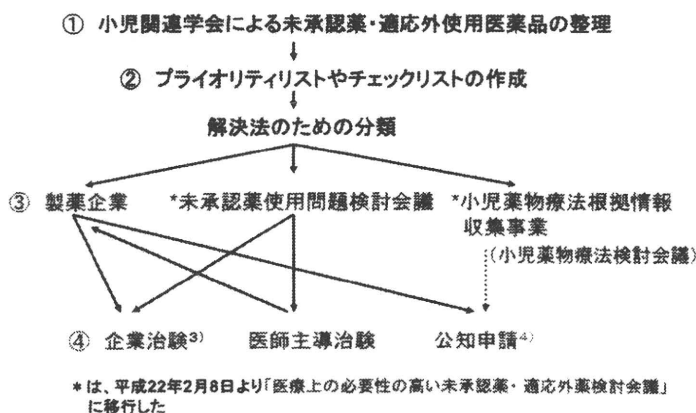 ① 小児関連学会による未承認薬・適応外使用医薬品の整理
② プライオリティリストやチェックリストの作成
解決法のための分類
③ 製薬企業 *未承認薬使用問題検討会議 *小児薬物療法根拠情報
収集事業
(小児薬物療法検討会議)
④ 企業治験3) 医師主導治験 公知申請4)
*は、平成22年2月8日より「医療上の必要性の高い未承認薬・適応外薬検討会議」
に移行した